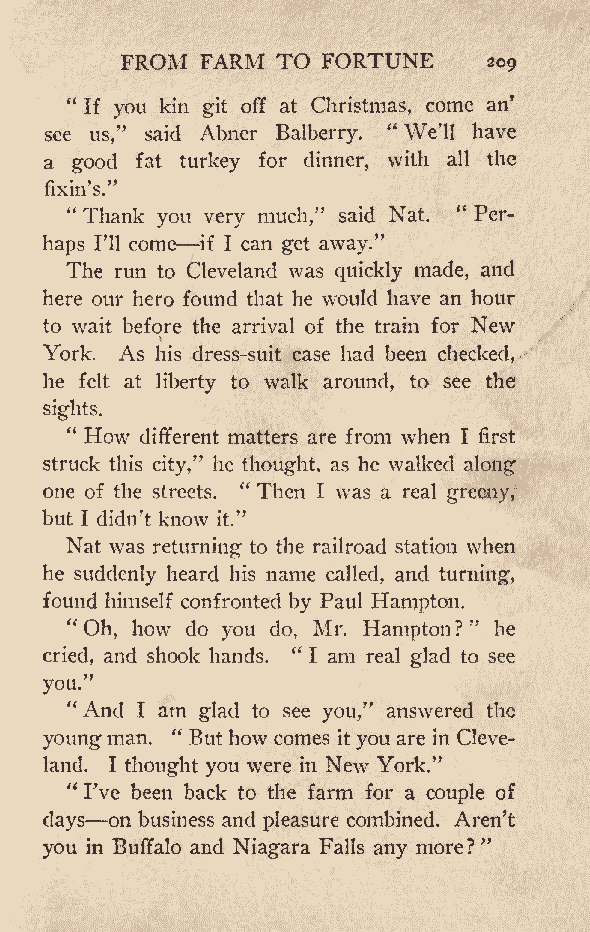 FROM FARM TO FORTUNE 209
“ If you kin git off at Christmas, come an’
see us,” said Abner Balberry. “ We’ll have
a good fat turkey for dinner, with all the
fixin’s.”
“ Thank you very much,” said Nat. “ Per-
haps I’ll come—if I can get away.”
The run to Cleveland was quickly made, and
here our hero found that he would have an hour
to wait before the arrival of the train for New
York. As his dress-suit case had been checked,
he felt at liberty to walk around, to see the
sights.
“ How different matters are from when I first
struck this city,” he thought, as he walked along
one of the streets. “ Then I was a real greeny,
but I didn’t know it.”
Nat was returning to the railroad station when
he suddenly heard his name called, and turning,
found himself confronted by Paul Hampton.
“ Oh, how do you do, Mr. Hampton? ” he
cried, and shook hands. “ I am real glad to see
you.”
“ And I am glad to see you,” answered the
young man. “ But how comes it you are in Cleve-
land. I thought you were in New York.”
“ I’ve been back to the farm for a couple of
days—on business and pleasure combined. Aren’t
you in Buffalo and Niagara Falls any more? ”